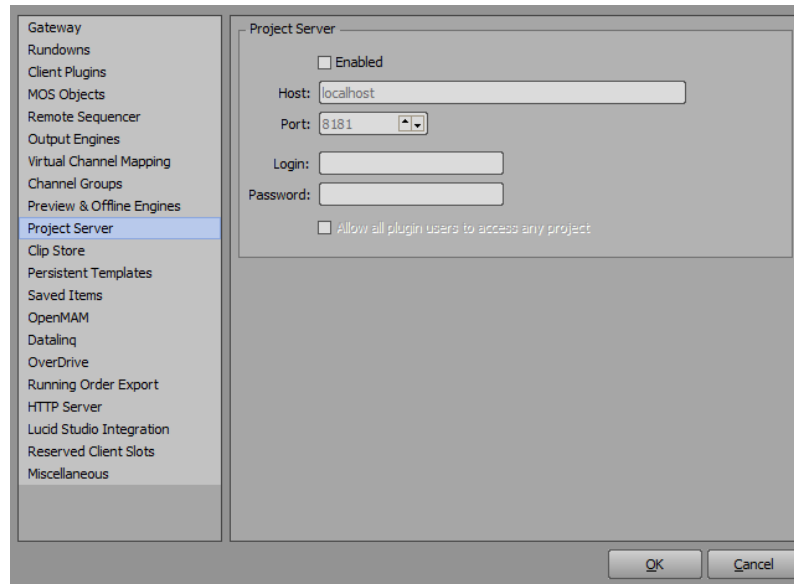 Gateway
Rundowns
Client Plugins
MOS Objects
Remote Sequencer
Output Engines
Virtual Channel Mapping
Channel Groups
Preview & Offline Engines
Project Server
Clip Store
Persistent Templates
Saved Items
OpenMAM
Datalinq
OverDrive
Running Order Export
HTTP Server
Lucid Studio Integration
Reserved Client Slots
Miscellaneous
Project Server
Enabled
Host: localhost
Port: 8181
Login:
Password:
Allow all plugin users to access any project
OK Cancel